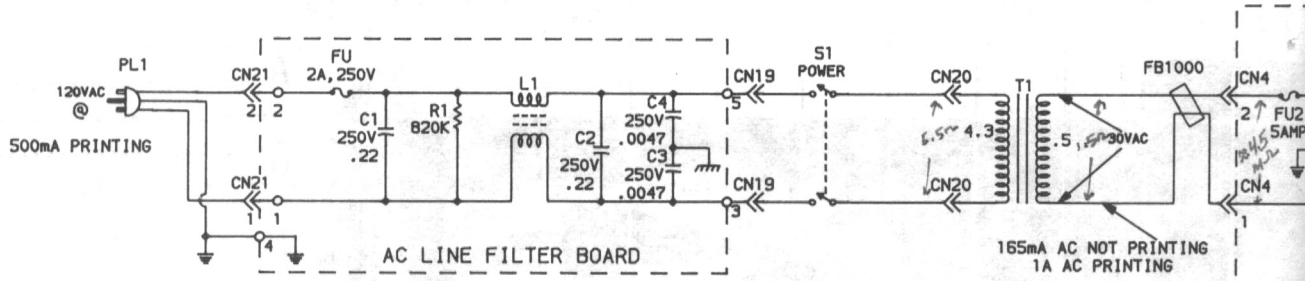 PL1
120VAC
@
500mA PRINTING
CN21
2
2
CN21
1
1
4
FU
2A,250V
C1
250V
.22
R1
820K
L1
C2
250V
.22
C4
250V
.0047
C3
250V
.0047
AC LINE FILTER BOARD
CN19
5
CN19
3
S1
POWER
CN20
CN20
4.3
T1
.5
30VAC
165mA AC NOT PRINTING
1A AC PRINTING
FB1000
CN4
2
CN4
1
FU2
5AMP